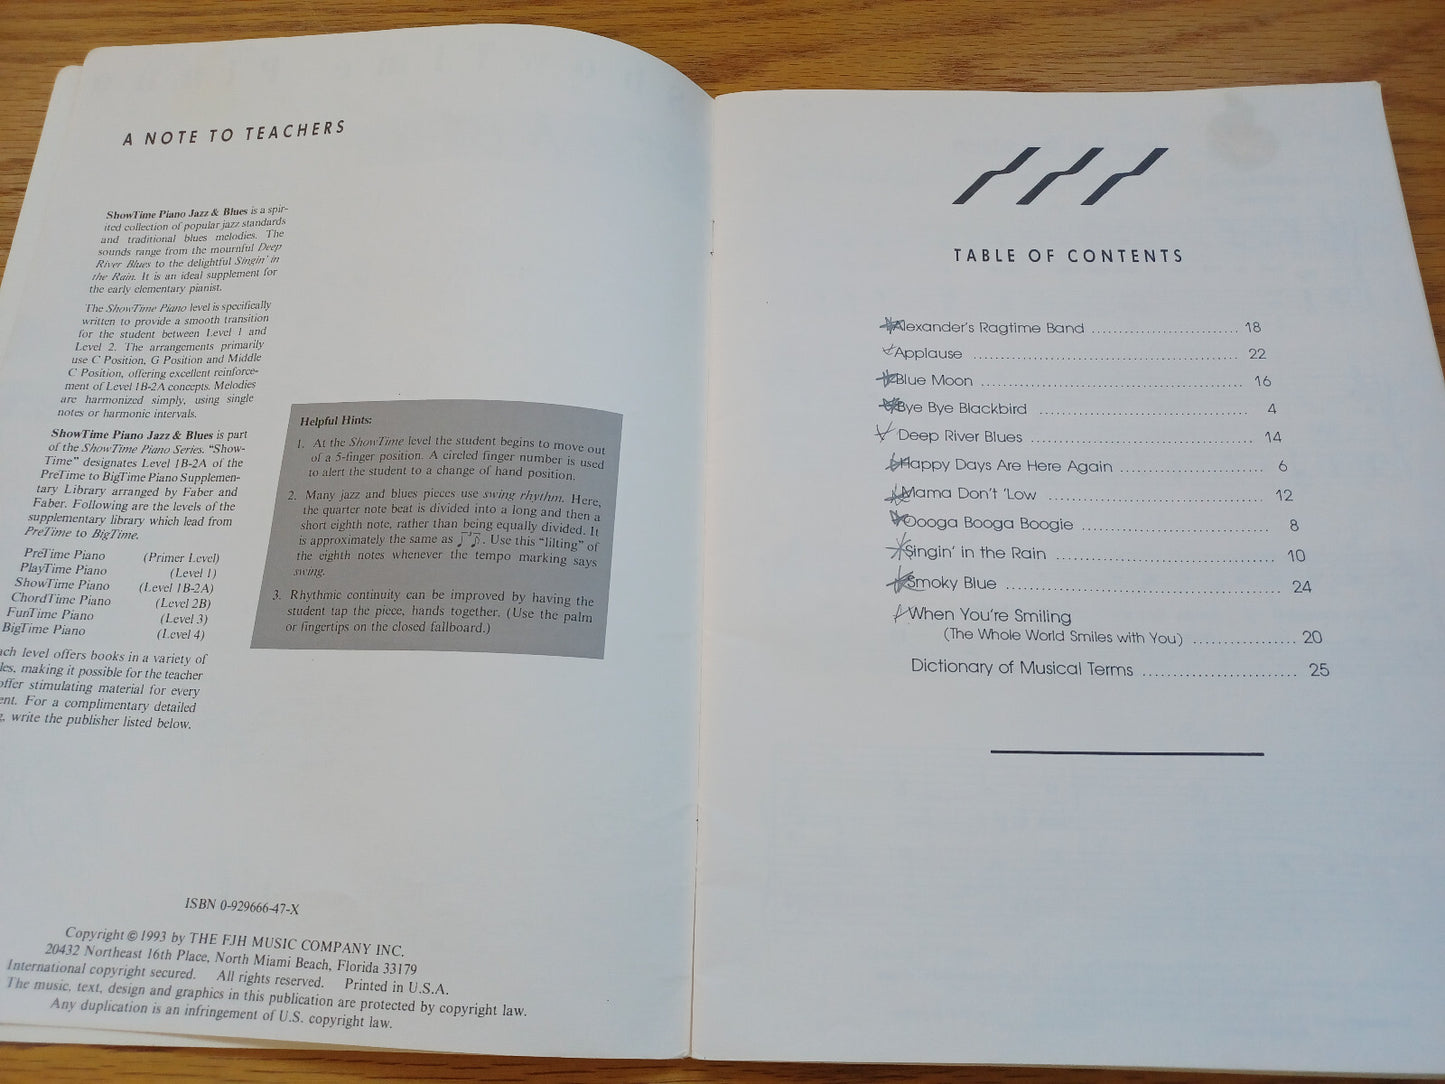 A NOTE TO TEACHERS
ShowTime Piano Jazz & Blues is a spir-
ited collection of popular jazz standards
and traditional blues melodies. The
sounds range from the mournful Deep
River Blues to the delightful Singin' in
the Rain. It is an ideal supplement for
the early elementary pianist.
The ShowTime Piano level is specifically
written to provide a smooth transition
for the student between Level 1 and
Level 2. The arrangements primarily
use C Position, G Position and Middle
C Position, offering excellent reinforce-
ment of Level 1B-2A concepts. Melodies
are harmonized simply, using single
notes or harmonic intervals.
ShowTime Piano Jazz & Blues is part
of the ShowTime Piano Series. "Show-
Time" designates Level 1B-2A of the
PreTime to BigTime Piano Supplemen-
tary Library arranged by Faber and
Faber. Following are the levels of the
supplementary library which lead from
PreTime to BigTime.
PreTime Piano (Primer Level)
PlayTime Piano (Level 1)
ShowTime Piano (Level 1B-2A)
ChordTime Piano (Level 2B)
FunTime Piano (Level 3)
BigTime Piano (Level 4)
ach level offers books in a variety of
les, making it possible for the teacher
offer stimulating material for every
ent. For a complimentary detailed
g, write the publisher listed below.
Helpful Hints:
1. At the ShowTime level the student begins to move out
of a 5-finger position. A circled finger number is used
to alert the student to a change of hand position.
2. Many jazz and blues pieces use swing rhythm. Here,
the quarter note beat is divided into a long and then a
short eighth note, rather than being equally divided. It
is approximately the same as . Use this "lilting" of
the eighth notes whenever the tempo marking says
swing.
3. Rhythmic continuity can be improved by having the
student tap the piece, hands together. (Use the palm
or fingertips on the closed fallboard.)
ISBN 0-929666-47-X
Copyright © 1993 by THE FJH MUSIC COMPANY INC.
20432 Northeast 16th Place, North Miami Beach, Florida 33179
International copyright secured. All rights reserved. Printed in U.S.A.
The music, text, design and graphics in this publication are protected by copyright law.
Any duplication is an infringement of U.S. copyright law.
TABLE OF CONTENTS
Alexander's Ragtime Band 18
Applause 22
Blue Moon 16
Bye Bye Blackbird 4
Deep River Blues 14
Happy Days Are Here Again 6
Mama Don't 'Low 12
Oooga Booga Boogie 8
Singin' in the Rain 10
Smoky Blue 24
When You're Smiling
(The Whole World Smiles with You) 20
Dictionary of Musical Terms 25